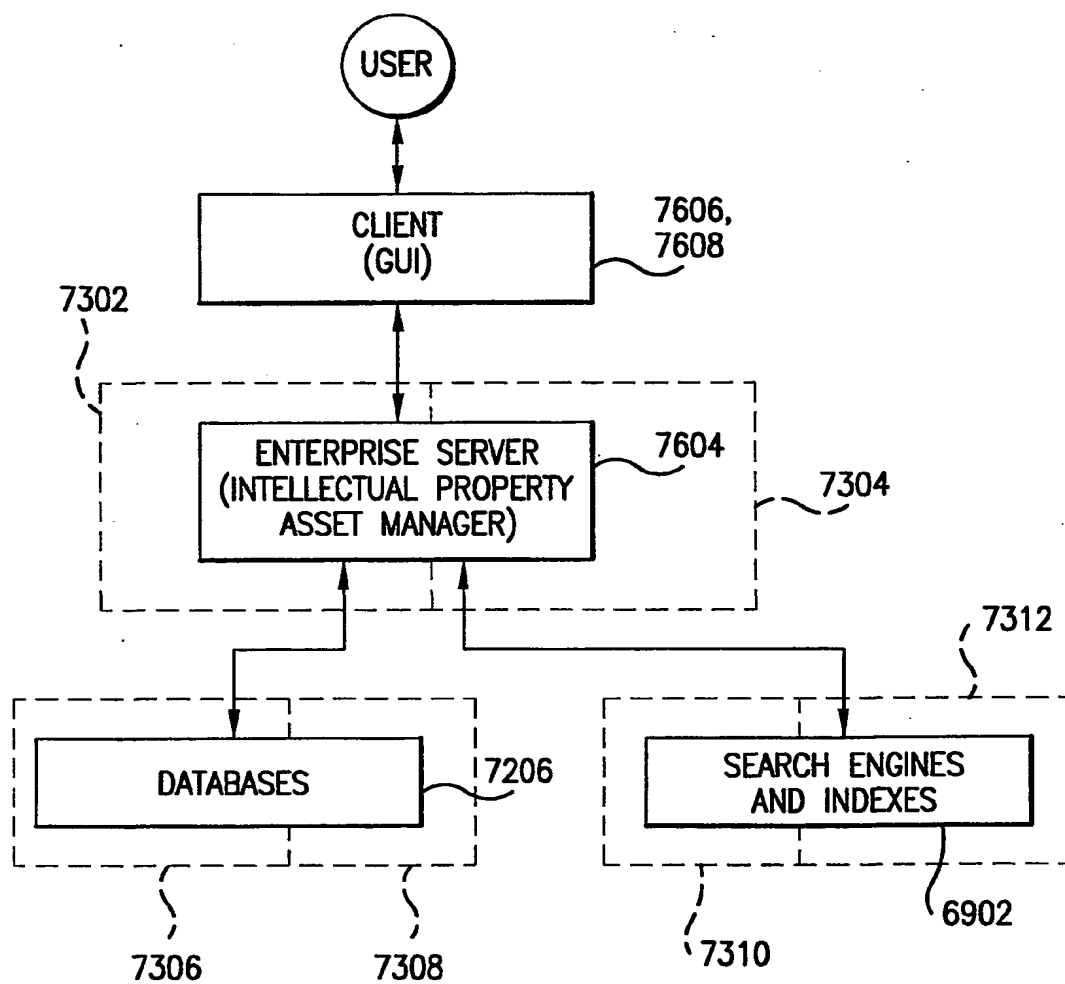 USER
CLIENT
(GUI)
7606,
7608
7302
ENTERPRISE SERVER
(INTELLECTUAL PROPERTY
ASSET MANAGER)
7604
7304
7312
DATABASES
7206
SEARCH ENGINES
AND INDEXES
6902
7306
7308
7310